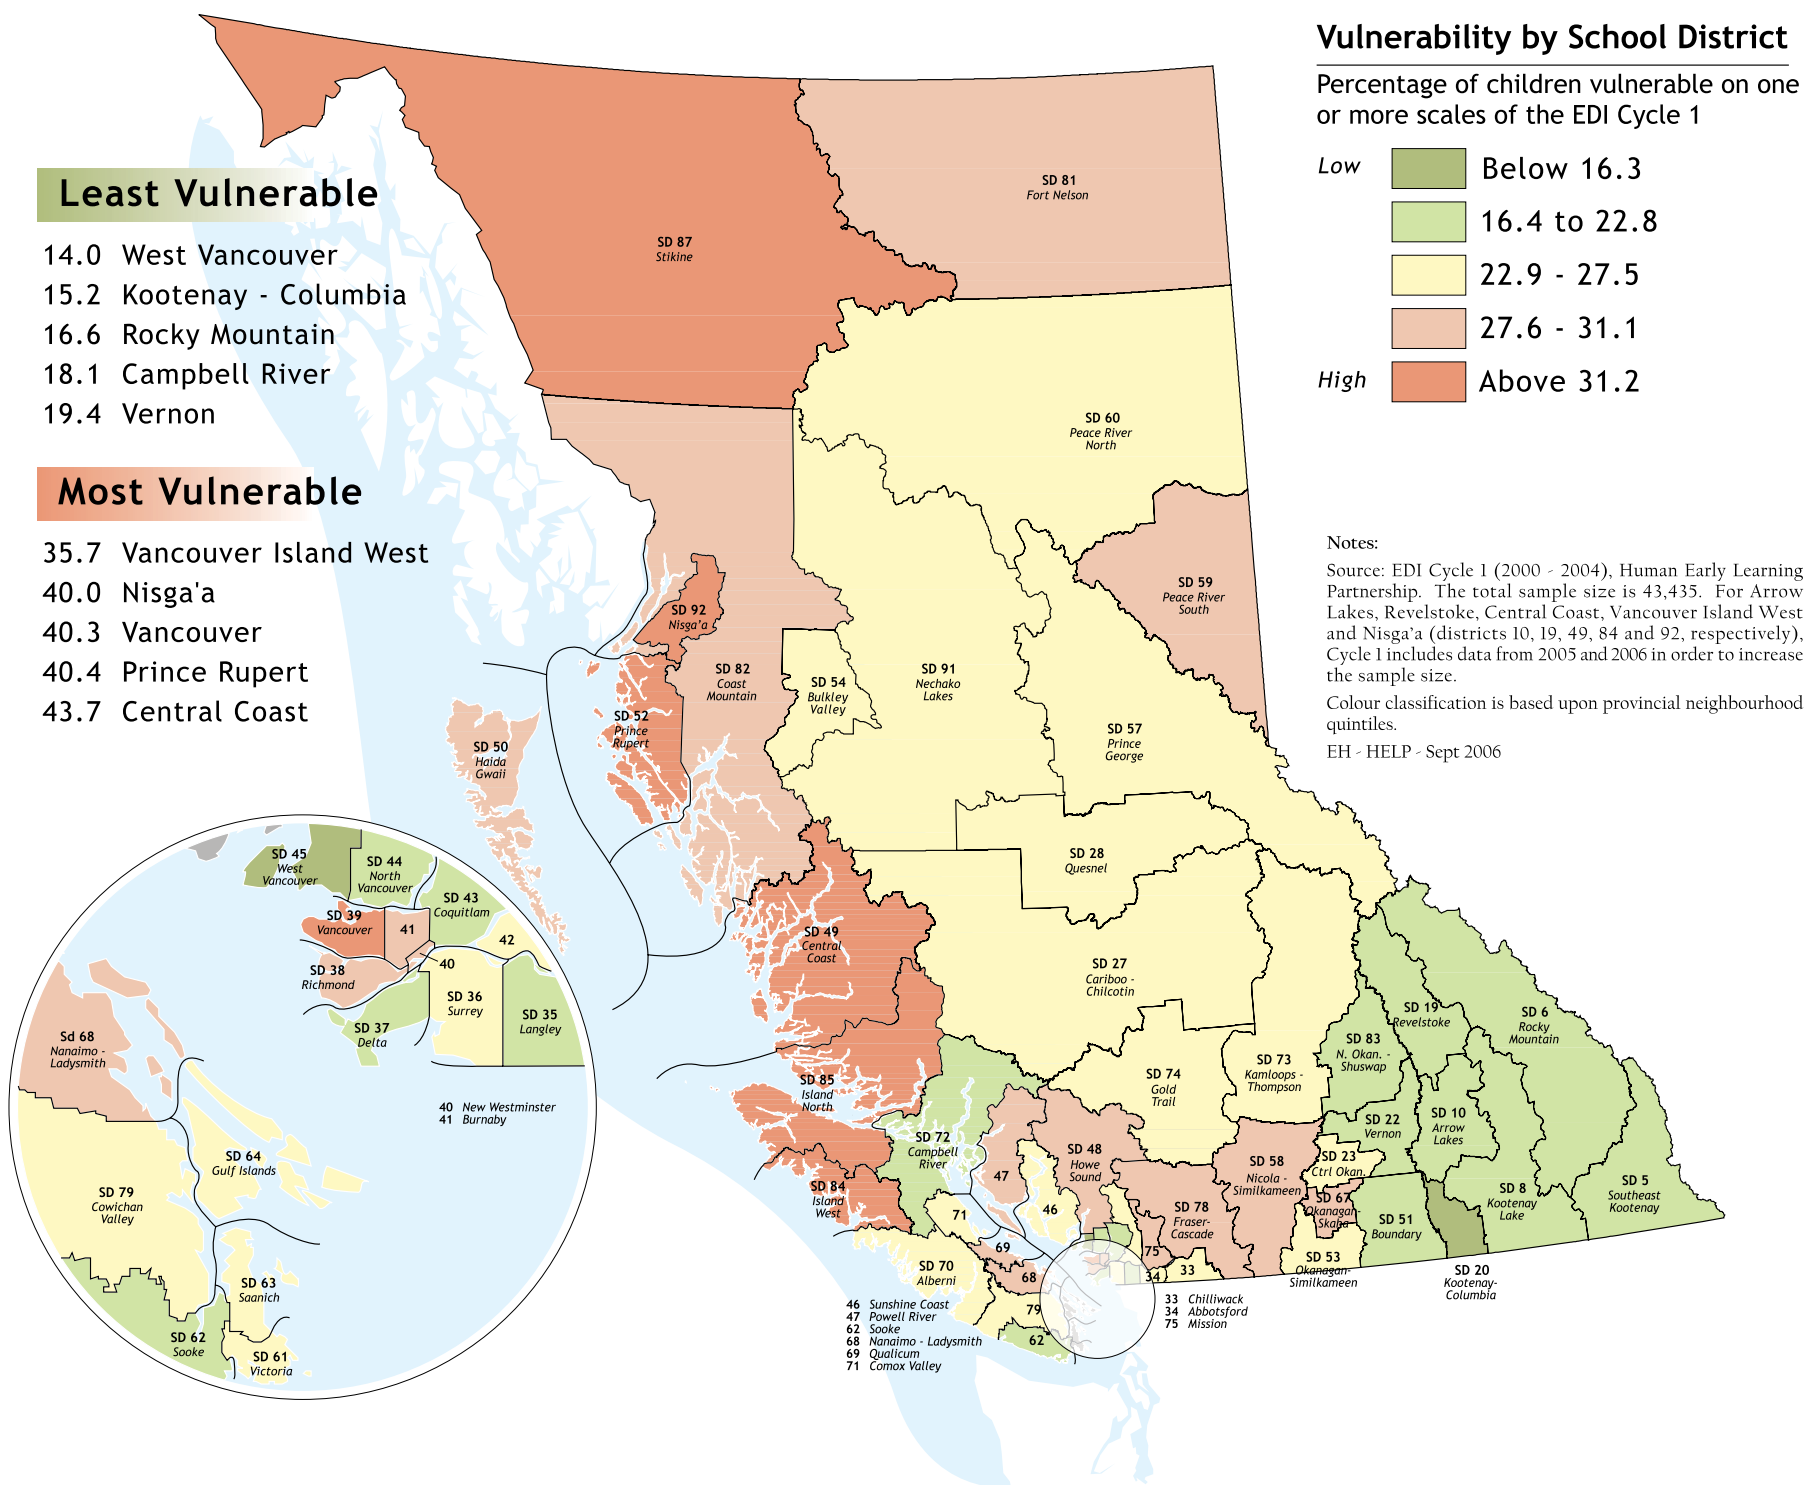 Vulnerability by School District
Percentage of children vulnerable on one
or more scales of the EDI Cycle 1
Low
Below 16.3
16.4 to 22.8
22.9 - 27.5
27.6 - 31.1
High
Above 31.2
Least Vulnerable
14.0 West Vancouver
15.2 Kootenay - Columbia
16.6 Rocky Mountain
18.1 Campbell River
19.4 Vernon
Most Vulnerable
35.7 Vancouver Island West
40.0 Nisga'a
40.3 Vancouver
40.4 Prince Rupert
43.7 Central Coast
Notes:
Source: EDI Cycle 1 (2000 - 2004), Human Early Learning
Partnership. The total sample size is 43,435. For Arrow
Lakes, Revelstoke, Central Coast, Vancouver Island West
and Nisga'a (districts 10, 19, 49, 84 and 92, respectively),
Cycle 1 includes data from 2005 and 2006 in order to increase
the sample size.
Colour classification is based upon provincial neighbourhood
quintiles.
EH - HELP - Sept 2006
SD 81
Fort Nelson
SD 87
Stikine
SD 60
Peace River
North
SD 59
Peace River
South
SD 92
Nisga'a
SD 82
Coast
Mountain
SD 54
Bulkley
Valley
SD 91
Nechako
Lakes
SD 52
Prince
Rupert
SD 50
Haida
Gwaii
SD 57
Prince
George
SD 28
Quesnel
SD 49
Central
Coast
SD 27
Cariboo -
Chilcotin
SD 19
Revelstoke
SD 6
Rocky
Mountain
SD 83
N. Okan. -
Shuswap
SD 73
Kamloops -
Thompson
SD 74
Gold
Trail
SD 85
Island
North
SD 72
Campbell
River
SD 22
Vernon
SD 10
Arrow
Lakes
SD 48
Howe
Sound
SD 58
Nicola -
Similkameen
SD 23
Ctrl Okan.
SD 5
Southeast
Kootenay
SD 8
Kootenay
Lake
SD 84
Island
West
47
46
71
SD 78
Fraser-
Cascade
SD 67
Okanagan-
Skaha
SD 51
Boundary
SD 53
Okanagan-
Similkameen
SD 20
Kootenay-
Columbia
69
75
33
34
SD 70
Alberni
68
79
62
46 Sunshine Coast
47 Powell River
62 Sooke
68 Nanaimo - Ladysmith
69 Qualicum
71 Comox Valley
33 Chilliwack
34 Abbotsford
75 Mission
SD 45
West
Vancouver
SD 44
North
Vancouver
SD 43
Coquitlam
SD 39
Vancouver
41
42
40
SD 38
Richmond
SD 36
Surrey
SD 35
Langley
SD 37
Delta
Sd 68
Nanaimo -
Ladysmith
40 New Westminster
41 Burnaby
SD 64
Gulf Islands
SD 79
Cowichan
Valley
SD 63
Saanich
SD 62
Sooke
SD 61
Victoria